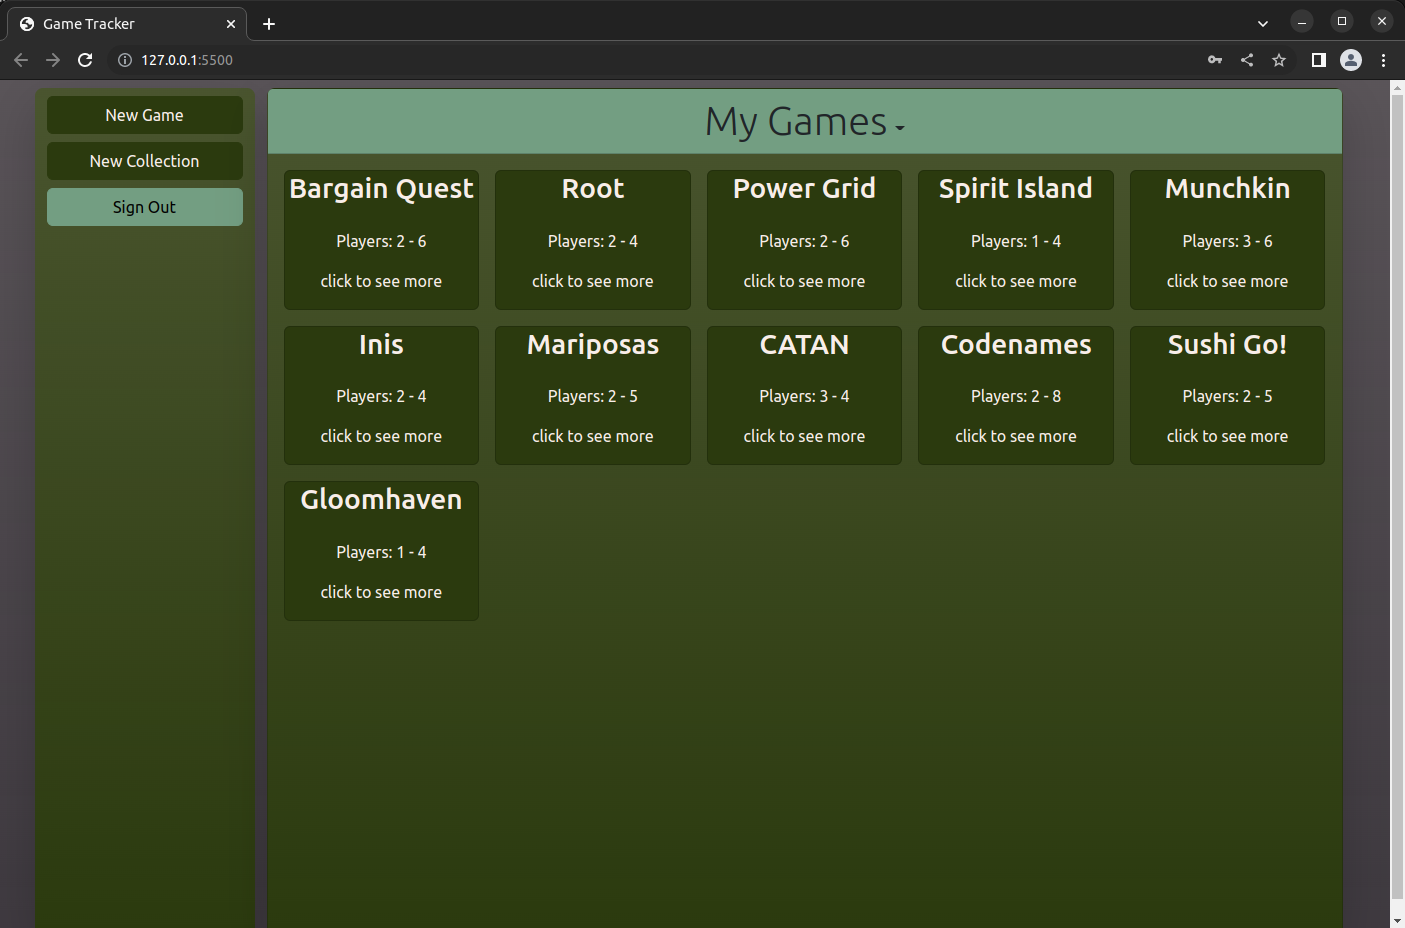 Game Tracker
127.0.0.1:5500
New Game
New Collection
Sign Out
My Games
Bargain Quest
Players: 2 - 6
click to see more
Root
Players: 2 - 4
click to see more
Power Grid
Players: 2 - 6
click to see more
Spirit Island
Players: 1 - 4
click to see more
Munchkin
Players: 3 - 6
click to see more
Inis
Players: 2 - 4
click to see more
Mariposas
Players: 2 - 5
click to see more
CATAN
Players: 3 - 4
click to see more
Codenames
Players: 2 - 8
click to see more
Sushi Go!
Players: 2 - 5
click to see more
Gloomhaven
Players: 1 - 4
click to see more